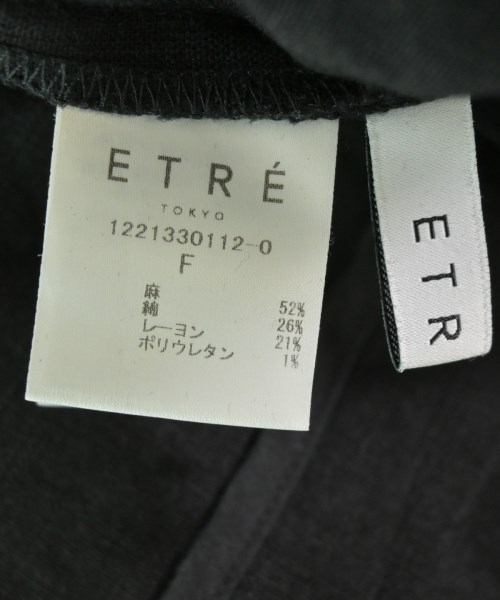 ETRÉ
TOKYO
1221330112-0
F
麻 52%
綿 26%
レーヨン 21%
ポリウレタン 1%
ETR